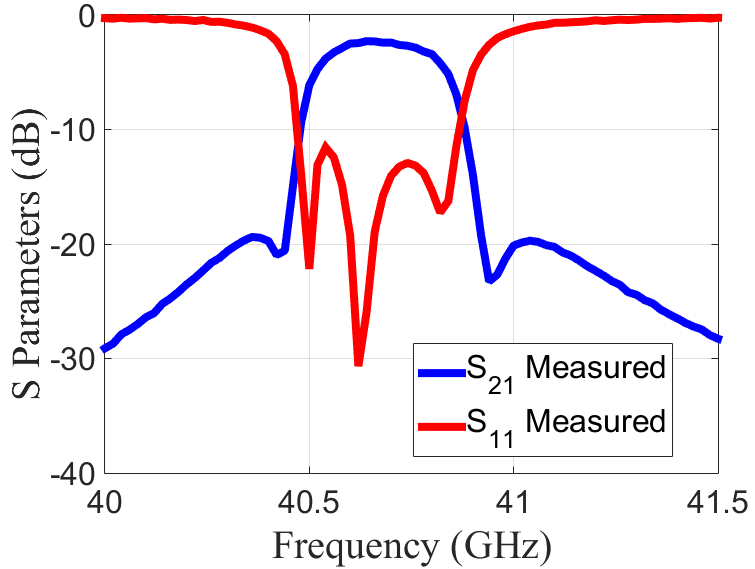 0
-10
-20
-30
-40
S Parameters (dB)
S21 Measured
S11 Measured
40 40.5 41 41.5
Frequency (GHz)